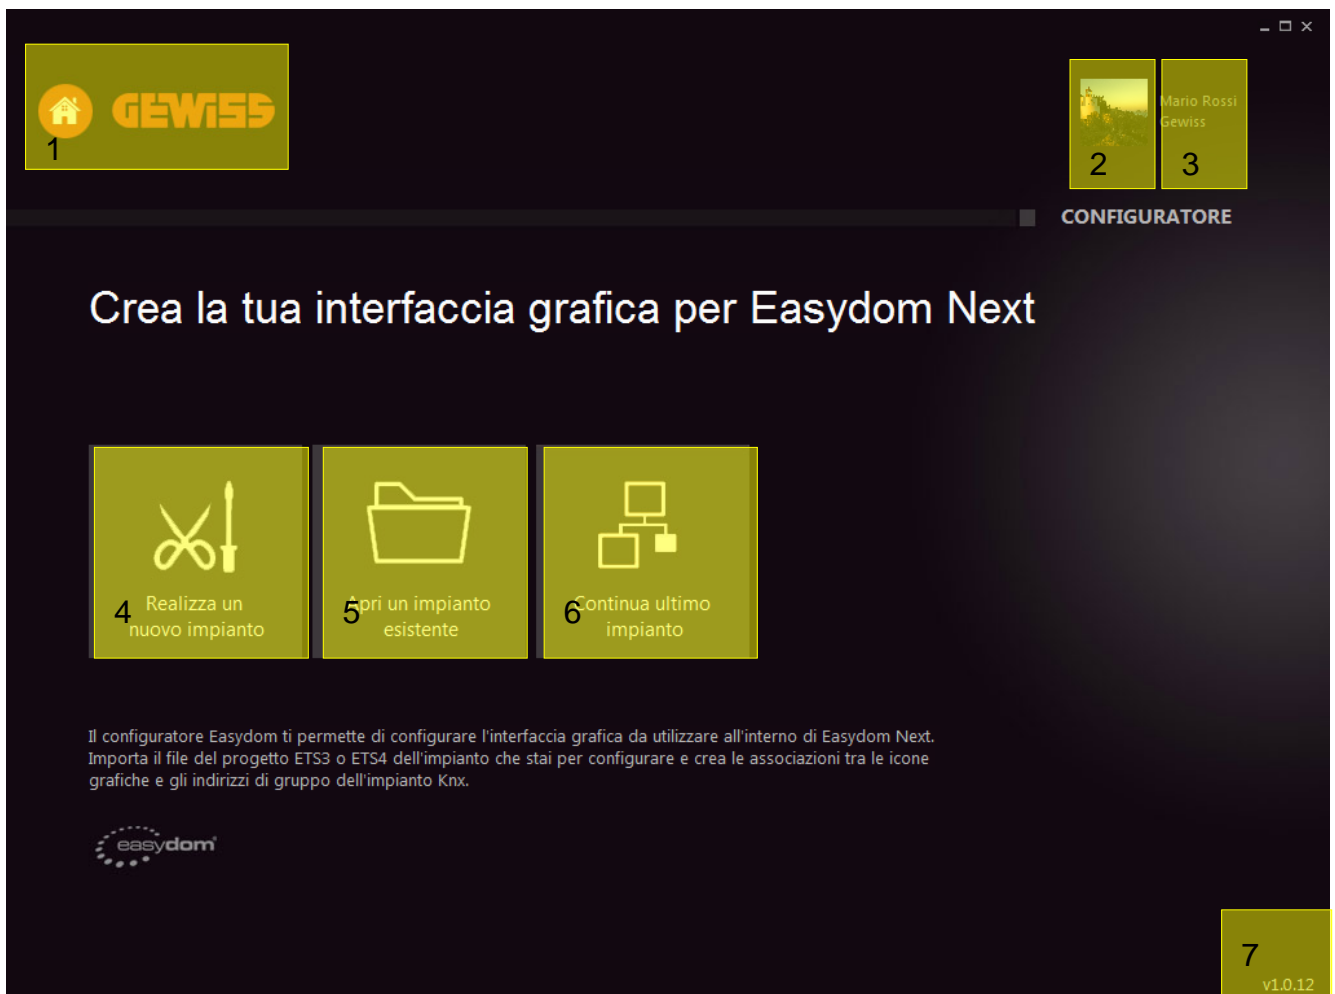 GEWISS
1
2
3
Mario Rossi
Gewiss
CONFIGURATORE
Crea la tua interfaccia grafica per Easydom Next
4
Realizza un
nuovo impianto
5
Apri un impianto
esistente
6
Continua ultimo
impianto
Il configuratore Easydom ti permette di configurare l'interfaccia grafica da utilizzare all'interno di Easydom Next.
Importa il file del progetto ETS3 o ETS4 dell'impianto che stai per configurare e crea le associazioni tra le icone
grafiche e gli indirizzi di gruppo dell'impianto Knx.
easydom
7
v1.0.12